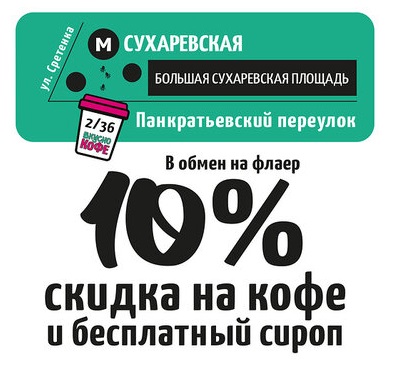 ул. Сретенка
М СУХАРЕВСКАЯ
БОЛЬШАЯ СУХАРЕВСКАЯ ПЛОЩАДЬ
2/36
ВКУСНО
КОФЕ
Панкратьевский переулок
В обмен на флаер
10%
скидка на кофе
и бесплатный сироп